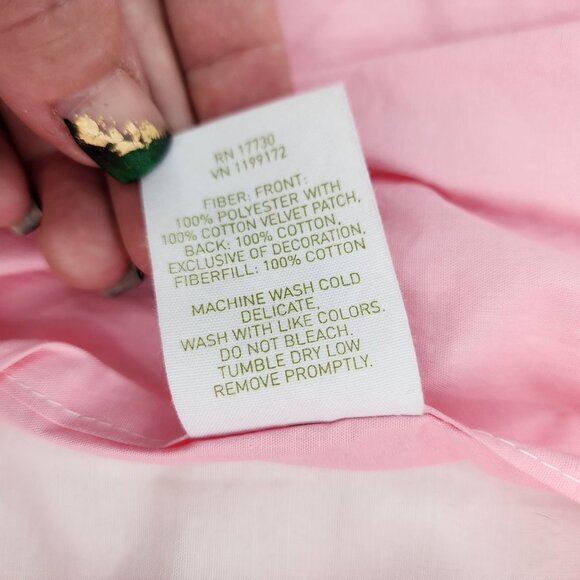 RN 17730
VN 1199172
FIBER: FRONT:
100% POLYESTER WITH
100% COTTON VELVET PATCH,
BACK: 100% COTTON,
EXCLUSIVE OF DECORATION,
FIBERFILL: 100% COTTON
MACHINE WASH COLD
DELICATE,
WASH WITH LIKE COLORS.
DO NOT BLEACH.
TUMBLE DRY LOW
REMOVE PROMPTLY.